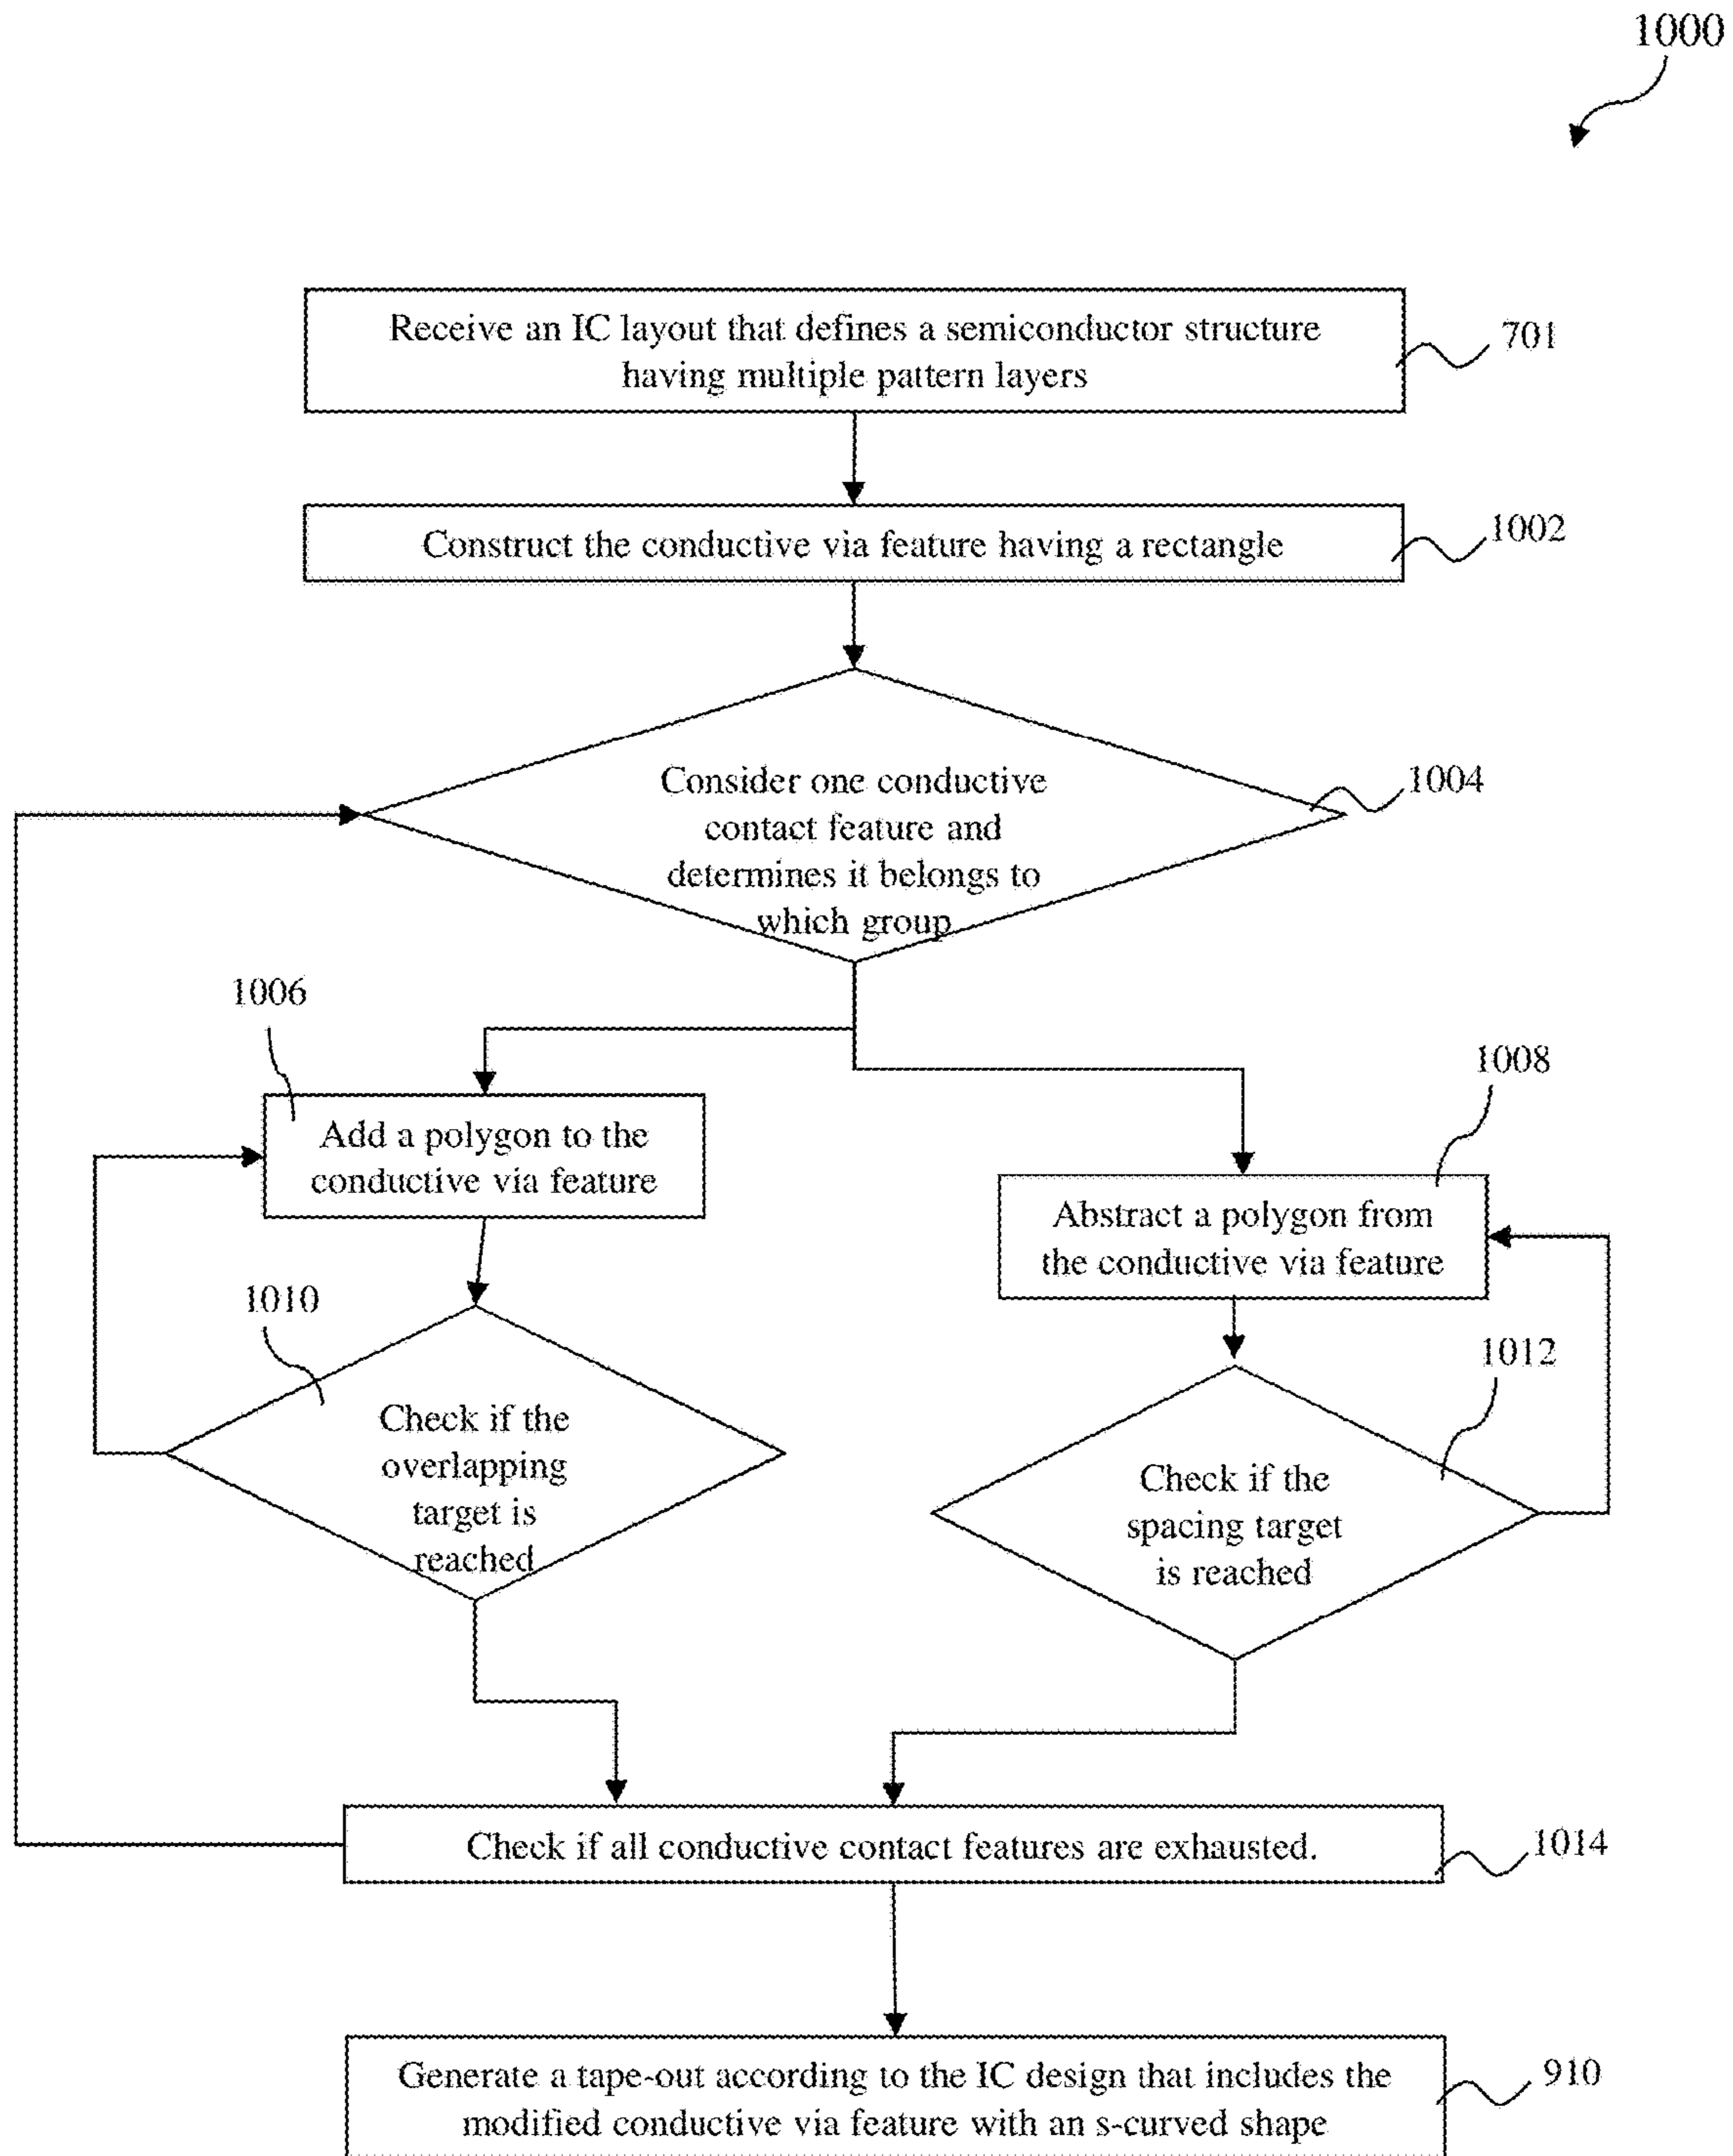 1000
Receive an IC layout that defines a semiconductor structure
having multiple pattern layers
701
Construct the conductive via feature having a rectangle
1002
Consider one conductive
contact feature and
determines it belongs to
which group
1004
1006
Add a polygon to the
conductive via feature
1008
Abstract a polygon from
the conductive via feature
1010
Check if the
overlapping
target is
reached
1012
Check if the
spacing target
is reached
Check if all conductive contact features are exhausted.
1014
Generate a tape-out according to the IC design that includes the
modified conductive via feature with an s-curved shape
910